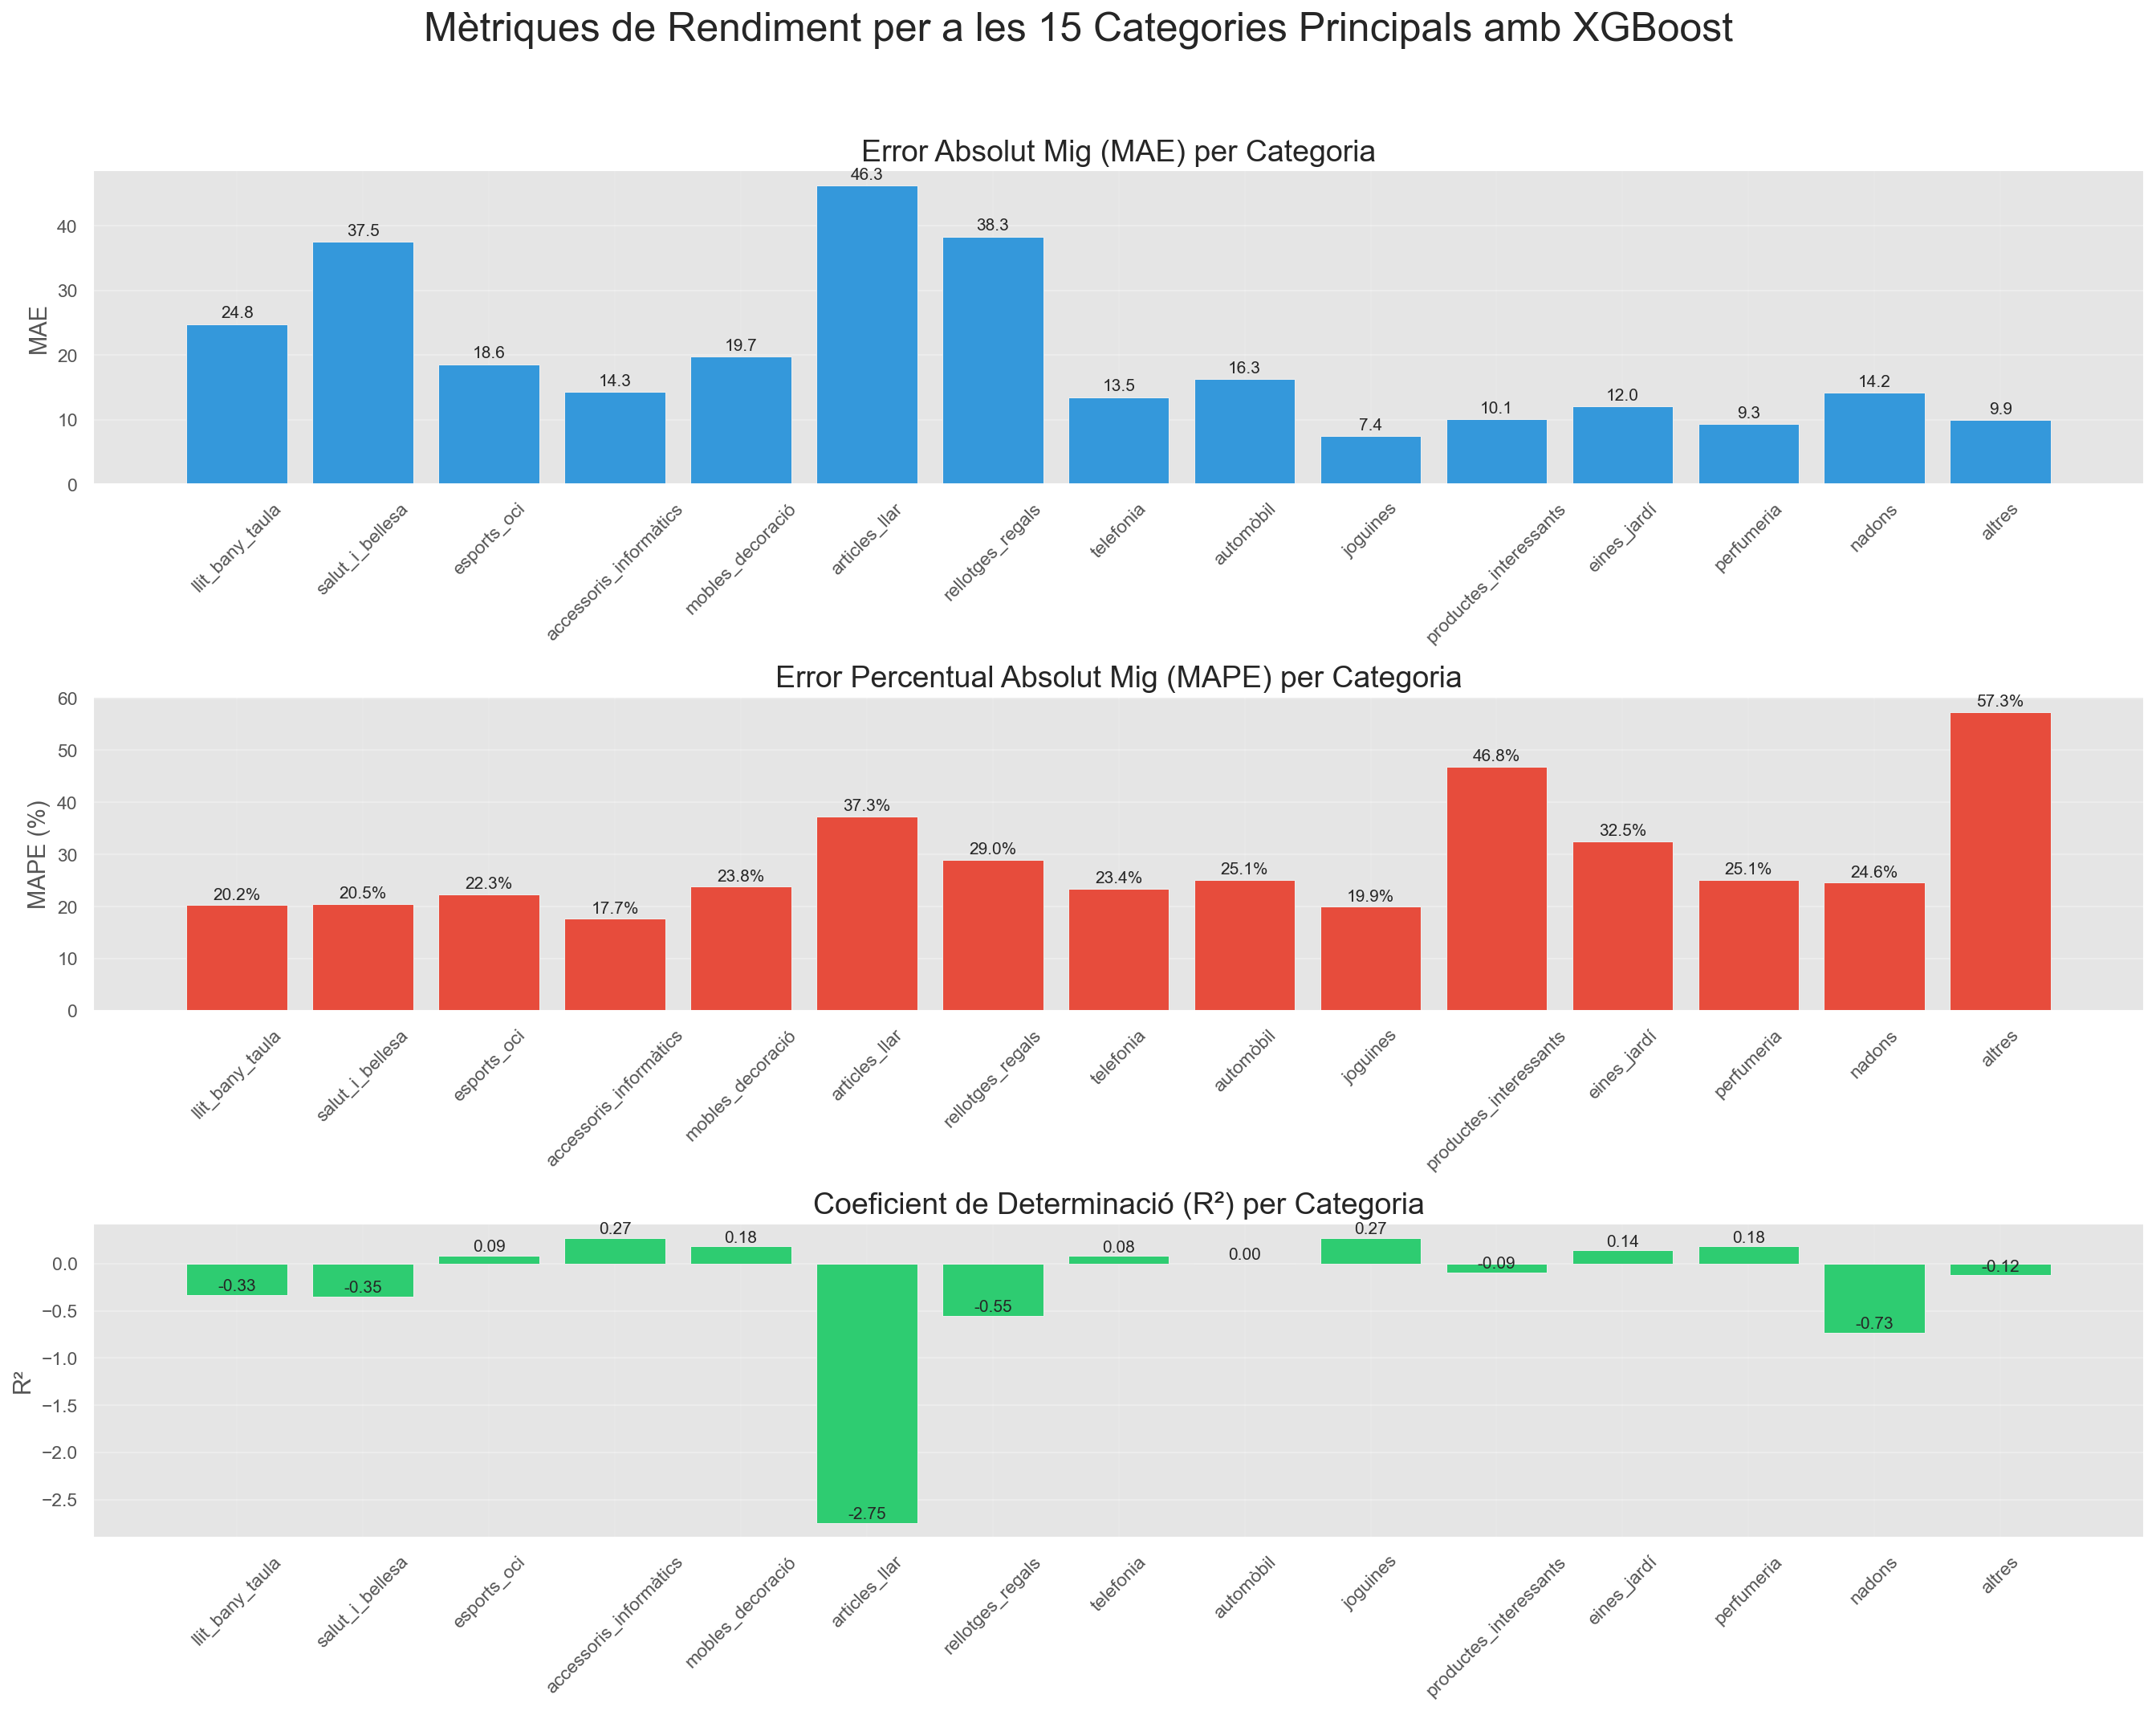 Mètriques de Rendiment per a les 15 Categories Principals amb XGBoost
Error Absolut Mig (MAE) per Categoria
MAE
40
30
20
10
0
24.8
37.5
18.6
14.3
19.7
46.3
38.3
13.5
16.3
7.4
10.1
12.0
9.3
14.2
9.9
llit_bany_taula
salut_i_bellesa
esports_oci
accessoris_informàtics
mobles_decoració
articles_llar
rellotges_regals
telefonia
automòbil
joguines
productes_interessants
eines_jardí
perfumeria
nadons
altres
Error Percentual Absolut Mig (MAPE) per Categoria
MAPE (%)
60
50
40
30
20
10
0
20.2%
20.5%
22.3%
17.7%
23.8%
37.3%
29.0%
23.4%
25.1%
19.9%
46.8%
32.5%
25.1%
24.6%
57.3%
llit_bany_taula
salut_i_bellesa
esports_oci
accessoris_informàtics
mobles_decoració
articles_llar
rellotges_regals
telefonia
automòbil
joguines
productes_interessants
eines_jardí
perfumeria
nadons
altres
Coeficient de Determinació (R²) per Categoria
R²
0.0
−0.5
−1.0
−1.5
−2.0
−2.5
-0.33
-0.35
0.09
0.27
0.18
-2.75
-0.55
0.08
0.00
0.27
-0.09
0.14
0.18
-0.73
-0.12
llit_bany_taula
salut_i_bellesa
esports_oci
accessoris_informàtics
mobles_decoració
articles_llar
rellotges_regals
telefonia
automòbil
joguines
productes_interessants
eines_jardí
perfumeria
nadons
altres